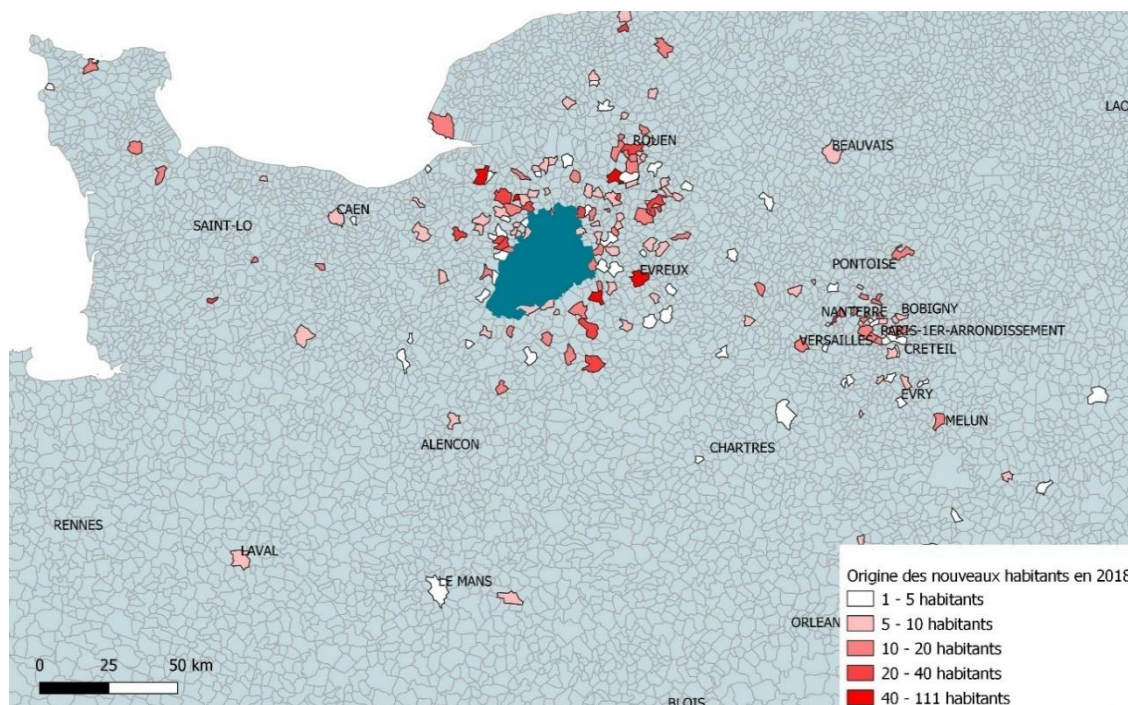 ROUEN
BEAUVAIS
LAO
CAEN
SAINT-LO
PONTOISE
EVREUX
NANTERRE
BOBIGNY
PARIS-1ER-ARRONDISSEMENT
VERSAILLES
CRETEIL
EVRY
MELUN
ALENCON
CHARTRES
RENNES
LAVAL
LE MANS
ORLEAN
BLOIS
0 25 50 km
Origine des nouveaux habitants en 2018
1 - 5 habitants
5 - 10 habitants
10 - 20 habitants
20 - 40 habitants
40 - 111 habitants